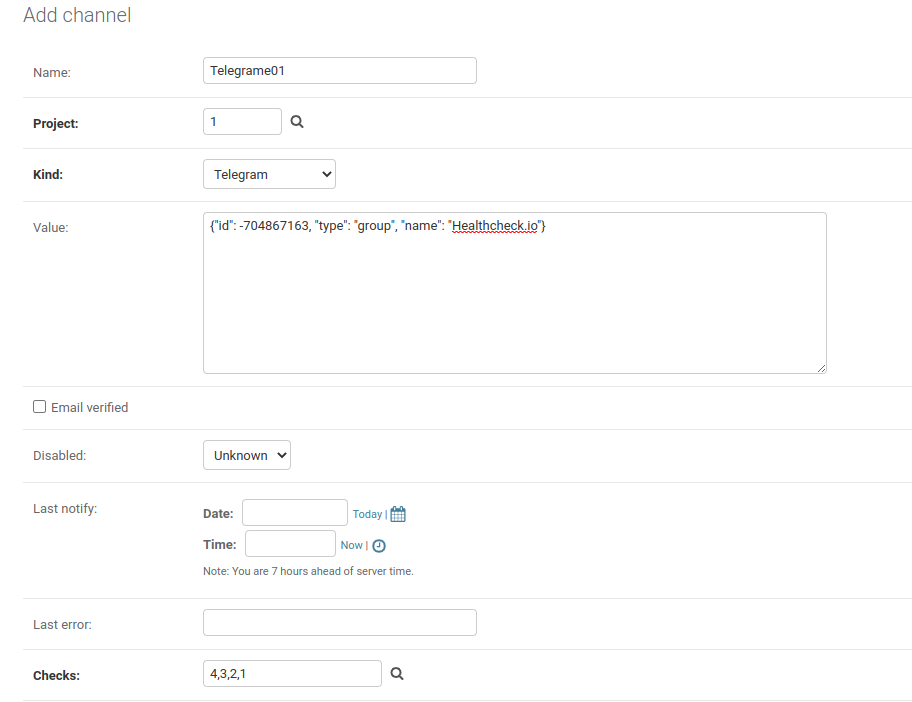 Add channel
Name:
Telegrame01
Project:
1
Kind:
Telegram
Value:
{"id": -704867163, "type": "group", "name": "Healthcheck.io"}
Email verified
Disabled:
Unknown
Last notify:
Date:
Today |
Time:
Now |
Note: You are 7 hours ahead of server time.
Last error:
Checks:
4,3,2,1